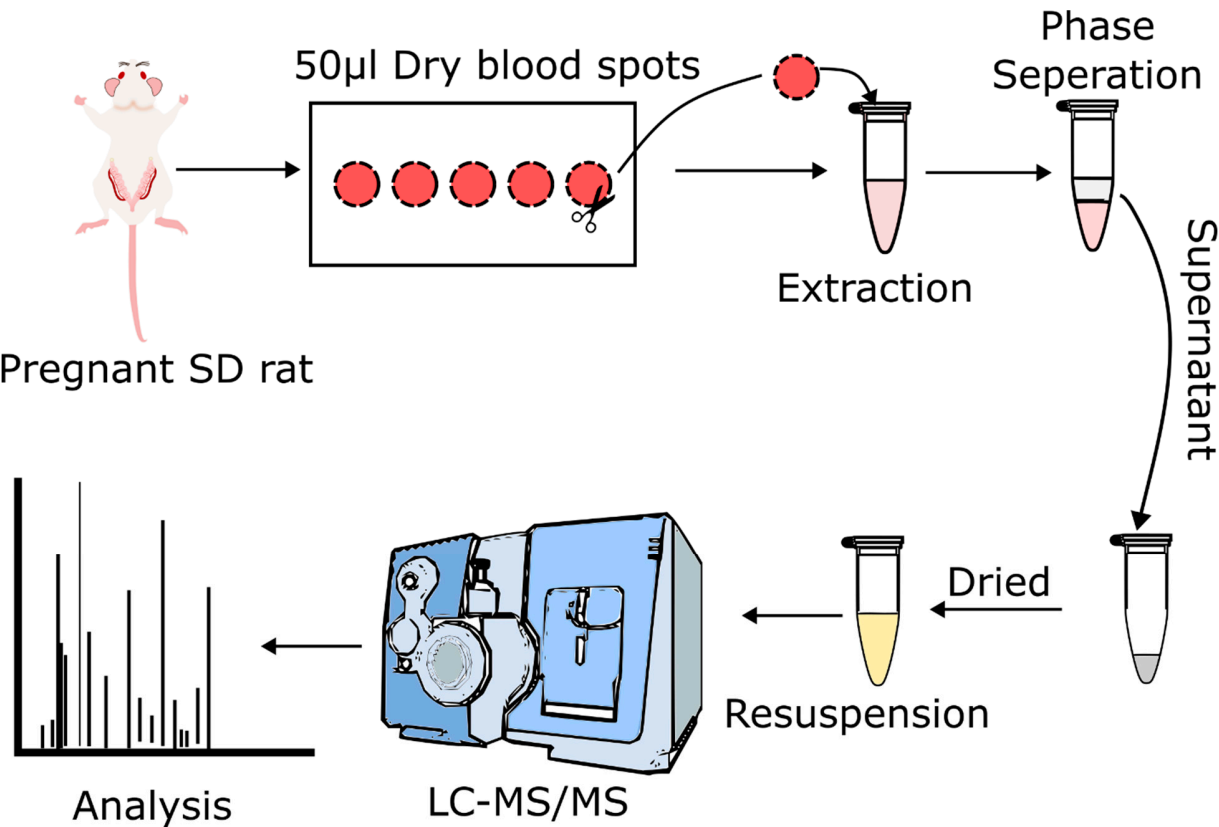 50µl Dry blood spots
Phase
Seperation
Extraction
Pregnant SD rat
Supernatant
Dried
Resuspension
LC-MS/MS
Analysis